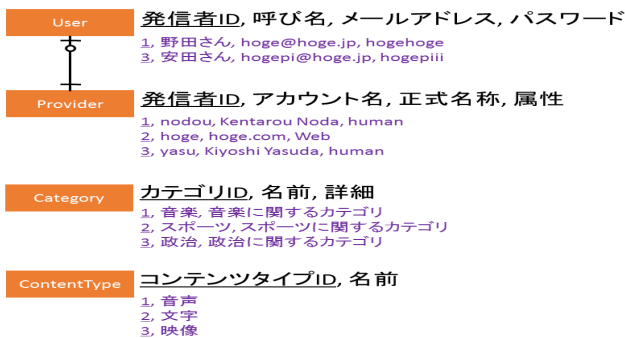 User
発信者ID, 呼び名, メールアドレス, パスワード
1, 野田さん, hoge@hoge.jp, hogehoge
3, 安田さん, hogepi@hoge.jp, hogepiii
Provider
発信者ID, アカウント名, 正式名称, 属性
1, nodou, Kentarou Noda, human
2, hoge, hoge.com, Web
3, yasu, Kiyoshi Yasuda, human
Category
カテゴリID, 名前, 詳細
1, 音楽, 音楽に関するカテゴリ
2, スポーツ, スポーツに関するカテゴリ
3, 政治, 政治に関するカテゴリ
ContentType
コンテンツタイプID, 名前
1, 音声
2, 文字
3, 映像